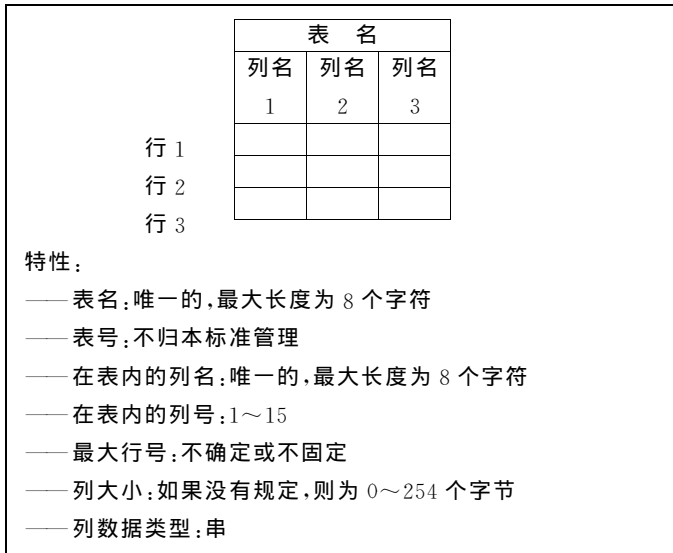 表 名
列名 列名 列名
1 2 3
行 1
行 2
行 3
特性:
——表名:唯一的,最大长度为 8 个字符
——表号:不归本标准管理
——在表内的列名:唯一的,最大长度为 8 个字符
——在表内的列号:1～15
——最大行号:不确定或不固定
——列大小:如果没有规定,则为 0～254 个字节
——列数据类型:串